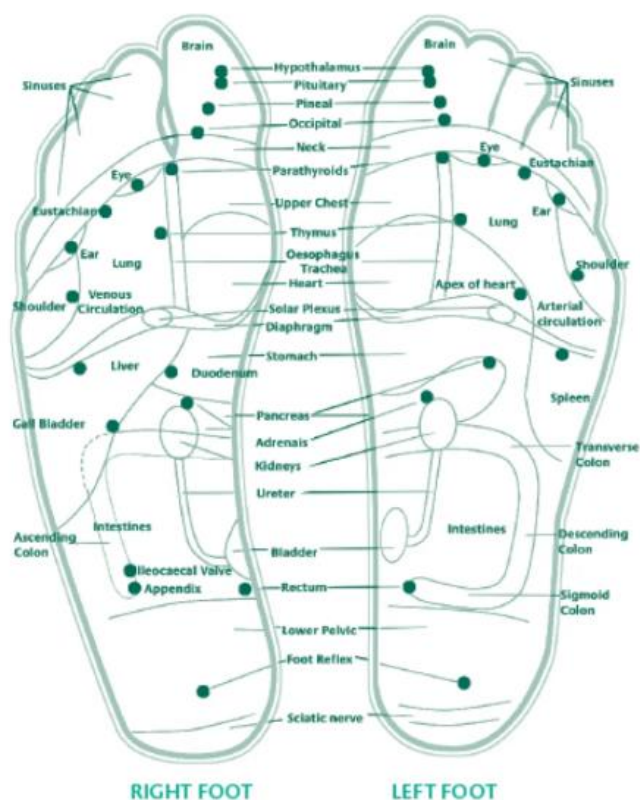 Brain
Brain
Hypothalamus
Sinuses
Pituitary
Sinuses
Pineal
Occipital
Neck
Eye
Eye
Parathyroids
Eustachian
Upper Chest
Eustachian
Ear
Thymus
Lung
Ear
Lung
Oesophagus
Trachea
Shoulder
Heart
Apex of heart
Shoulder
Venous
Circulation
Solar Plexus
Arterial
circulation
Diaphragm
Liver
Stomach
Duodenum
Spleen
Gall Bladder
Pancreas
Adrenais
Transverse
Colon
Kidneys
Ureter
Intestines
Intestines
Ascending
Colon
Descending
Colon
Bladder
Ileocaecal Valve
Appendix
Rectum
Sigmoid
Colon
Lower Pelvic
Foot Reflex
Sciatic nerve
RIGHT FOOT
LEFT FOOT